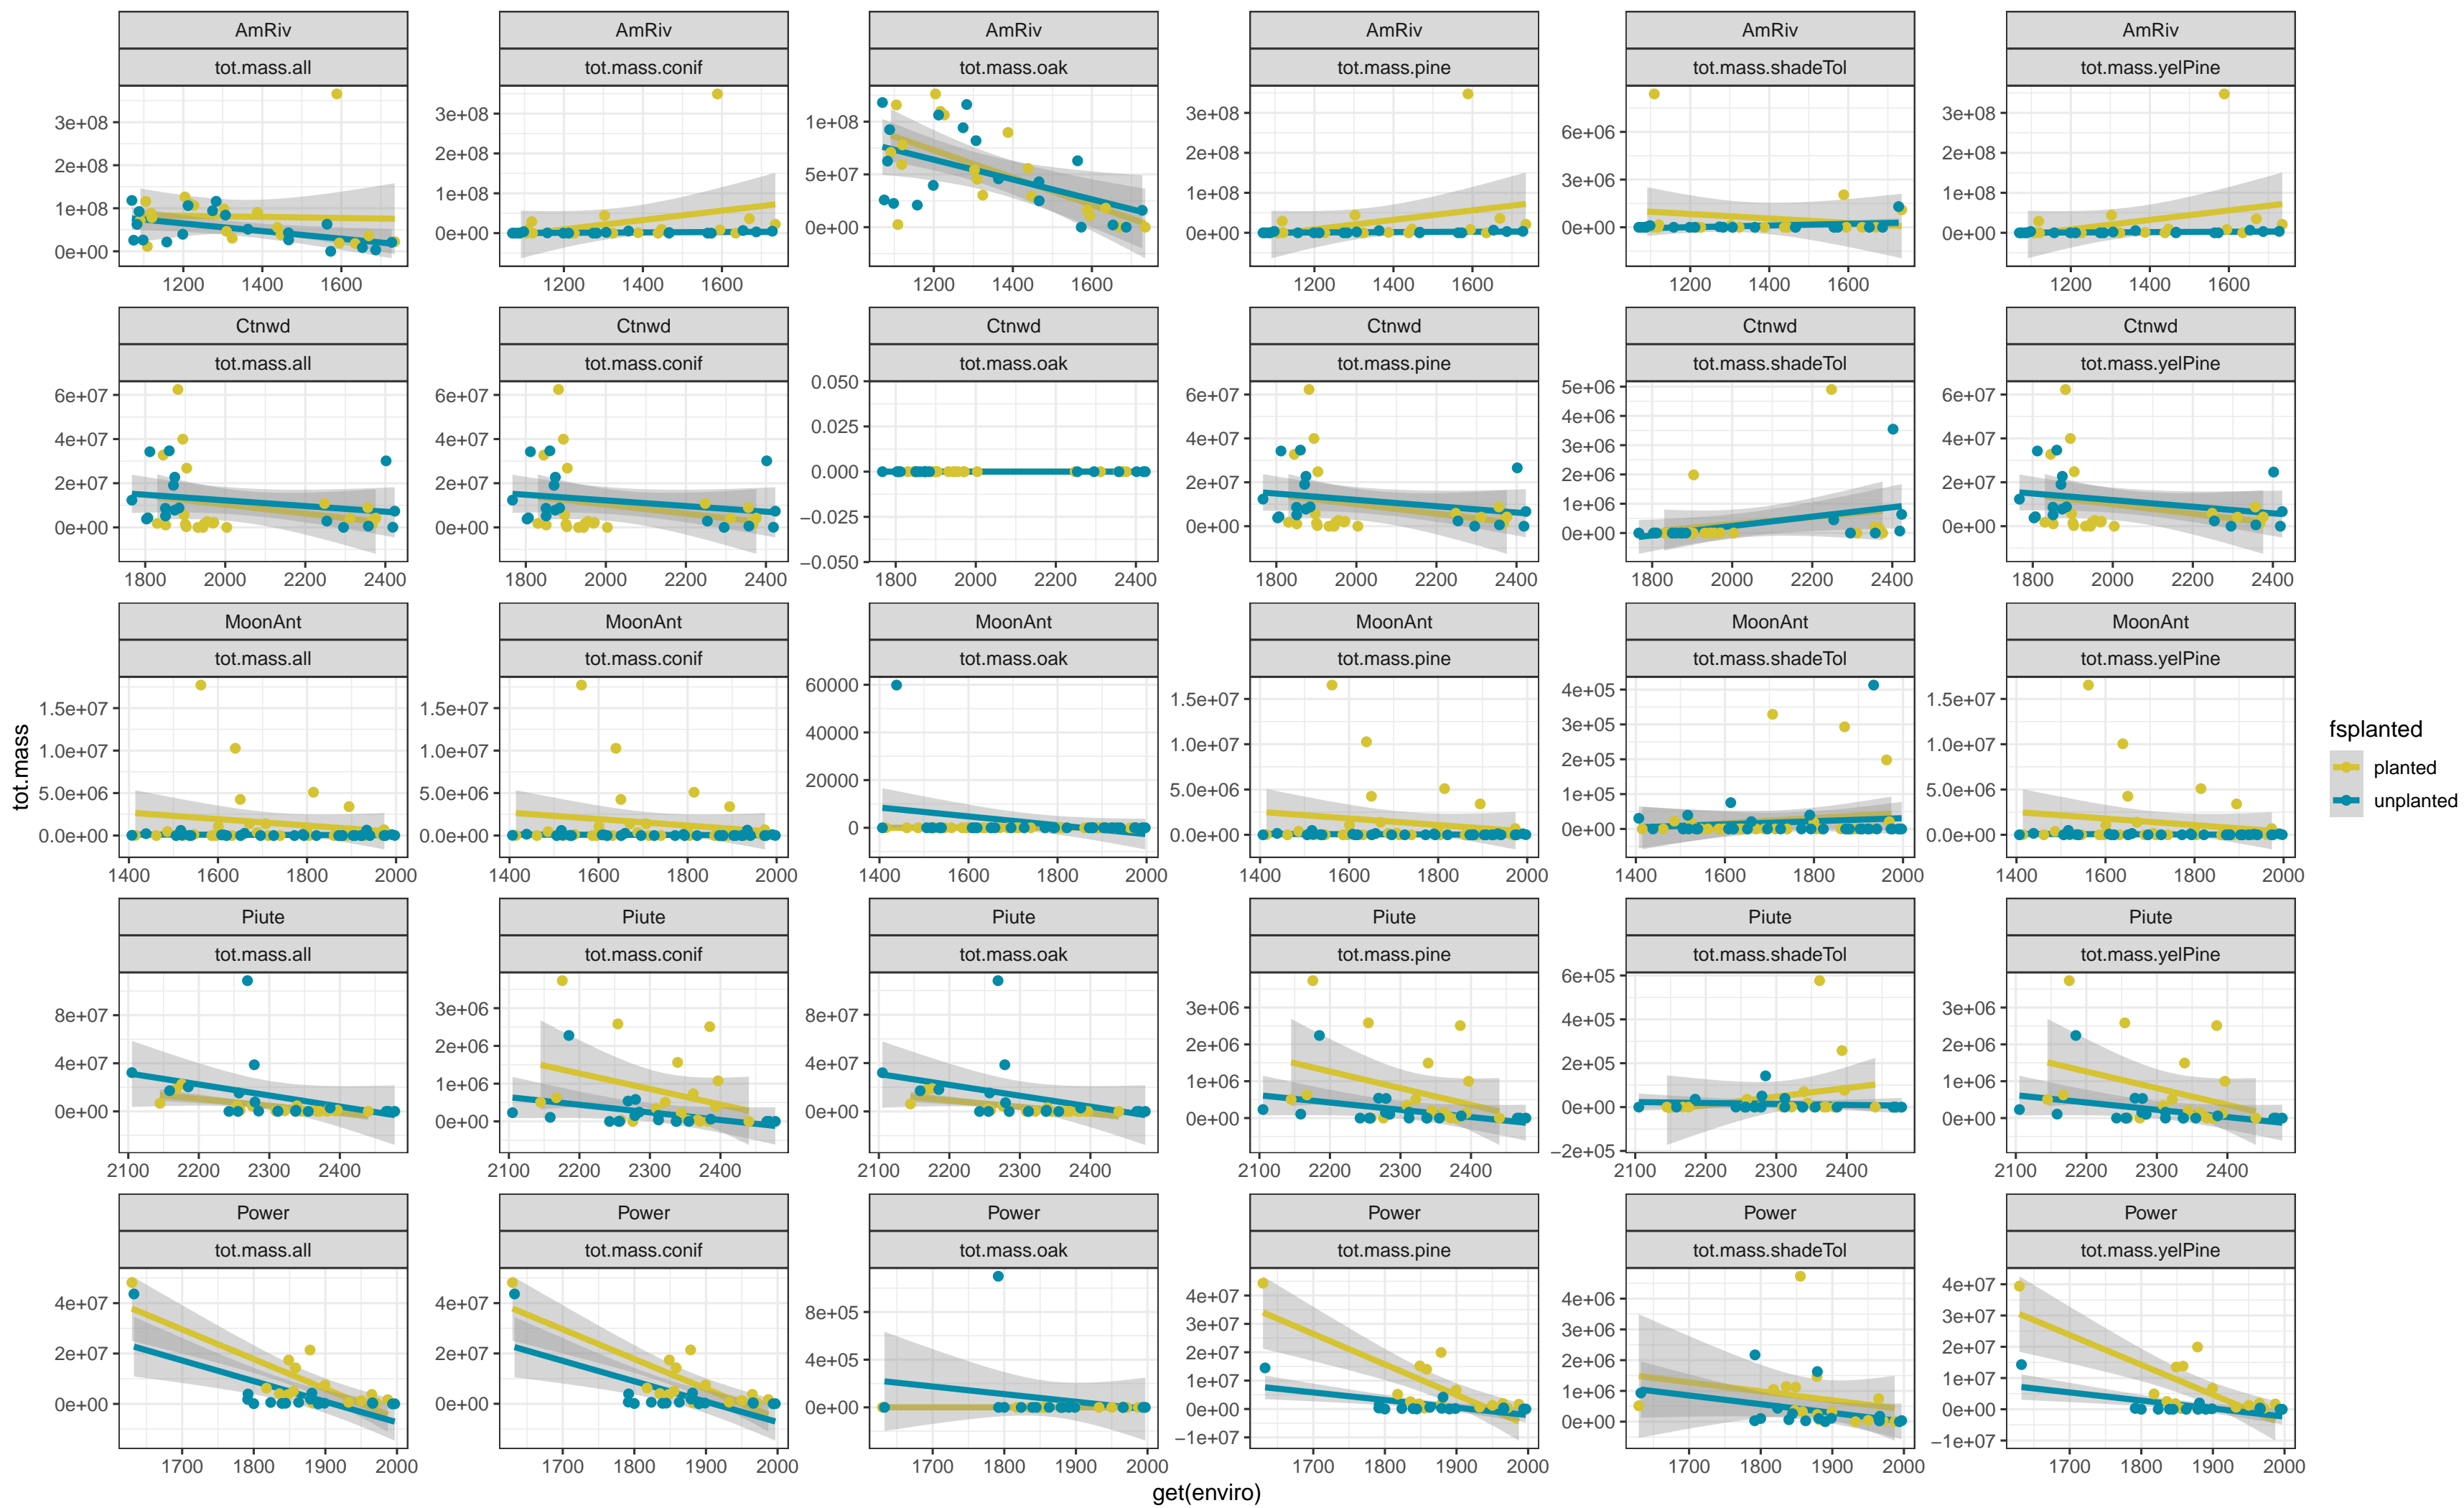 AmRiv AmRiv AmRiv AmRiv AmRiv AmRiv
tot.mass.all tot.mass.conif tot.mass.oak tot.mass.pine tot.mass.shadeTol tot.mass.yelPine
3e+08 2e+08 1e+08 0e+00
3e+08 2e+08 1e+08 0e+00
1e+08 5e+07 0e+00
3e+08 2e+08 1e+08 0e+00
6e+06 3e+06 0e+00
3e+08 2e+08 1e+08 0e+00
1200 1400 1600 1200 1400 1600 1200 1400 1600 1200 1400 1600 1200 1400 1600 1200 1400 1600
Ctnwd Ctnwd Ctnwd Ctnwd Ctnwd Ctnwd
tot.mass.all tot.mass.conif tot.mass.oak tot.mass.pine tot.mass.shadeTol tot.mass.yelPine
6e+07 4e+07 2e+07 0e+00
6e+07 4e+07 2e+07 0e+00
0.050 0.025 0.000 −0.025 −0.050
6e+07 4e+07 2e+07 0e+00
5e+06 4e+06 3e+06 2e+06 1e+06 0e+00
6e+07 4e+07 2e+07 0e+00
1800 2000 2200 2400 1800 2000 2200 2400 1800 2000 2200 2400 1800 2000 2200 2400 1800 2000 2200 2400 1800 2000 2200 2400
MoonAnt MoonAnt MoonAnt MoonAnt MoonAnt MoonAnt
tot.mass.all tot.mass.conif tot.mass.oak tot.mass.pine tot.mass.shadeTol tot.mass.yelPine
1.5e+07 1.0e+07 5.0e+06 0.0e+00
1.5e+07 1.0e+07 5.0e+06 0.0e+00
60000 40000 20000 0
1.5e+07 1.0e+07 5.0e+06 0.0e+00
4e+05 3e+05 2e+05 1e+05 0e+00
1.5e+07 1.0e+07 5.0e+06 0.0e+00
1400 1600 1800 2000 1400 1600 1800 2000 1400 1600 1800 2000 1400 1600 1800 2000 1400 1600 1800 2000 1400 1600 1800 2000
Piute Piute Piute Piute Piute Piute
tot.mass.all tot.mass.conif tot.mass.oak tot.mass.pine tot.mass.shadeTol tot.mass.yelPine
8e+07 4e+07 0e+00
3e+06 2e+06 1e+06 0e+00
8e+07 4e+07 0e+00
3e+06 2e+06 1e+06 0e+00
6e+05 4e+05 2e+05 0e+00 −2e+05
3e+06 2e+06 1e+06 0e+00
2100 2200 2300 2400 2100 2200 2300 2400 2100 2200 2300 2400 2100 2200 2300 2400 2100 2200 2300 2400 2100 2200 2300 2400
Power Power Power Power Power Power
tot.mass.all tot.mass.conif tot.mass.oak tot.mass.pine tot.mass.shadeTol tot.mass.yelPine
4e+07 2e+07 0e+00
4e+07 2e+07 0e+00
8e+05 4e+05 0e+00
4e+07 3e+07 2e+07 1e+07 0e+00 −1e+07
4e+06 3e+06 2e+06 1e+06 0e+00
4e+07 3e+07 2e+07 1e+07 0e+00 −1e+07
1700 1800 1900 2000 1700 1800 1900 2000 1700 1800 1900 2000 1700 1800 1900 2000 1700 1800 1900 2000 1700 1800 1900 2000
get(enviro)
tot.mass
fsplanted
planted
unplanted